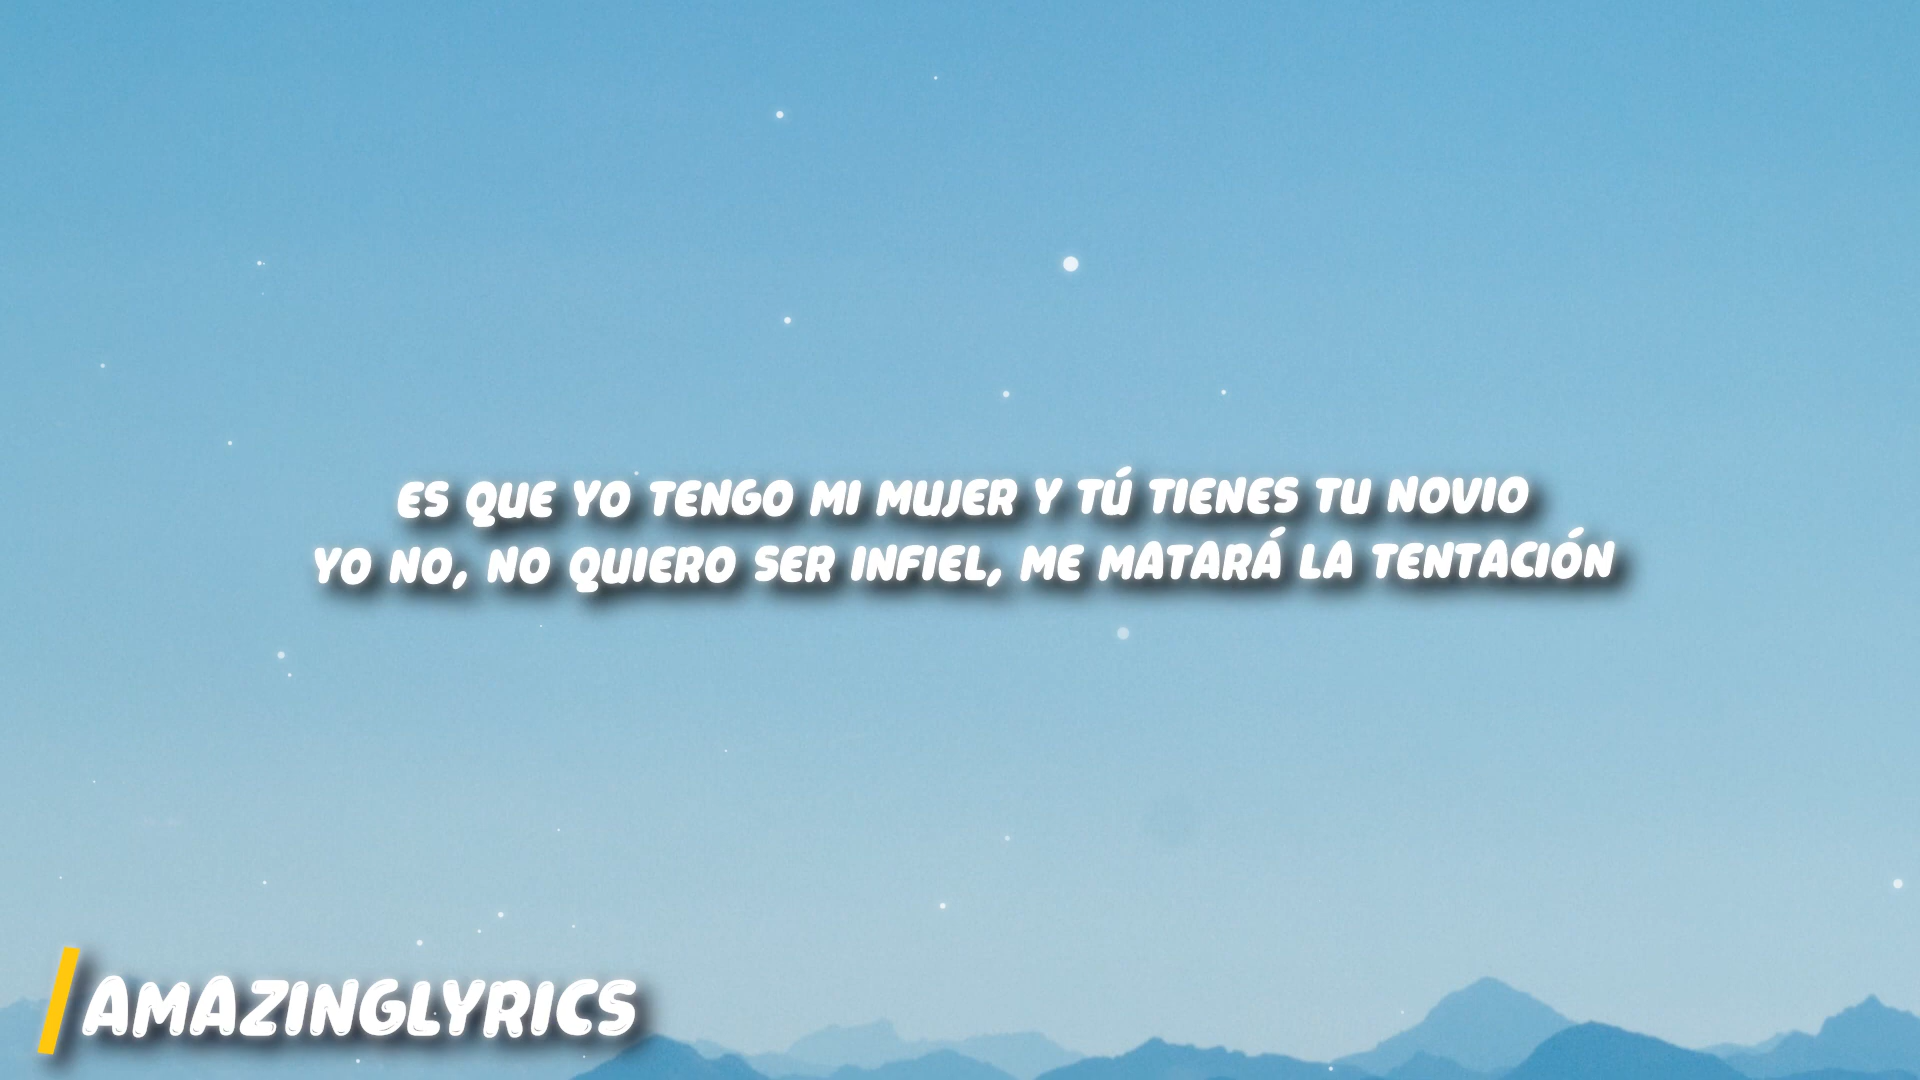 ES QUE YO TENGO MI MUJER Y TÚ TIENES TU NOVIO
YO NO, NO QUIERO SER INFIEL, ME MATARÁ LA TENTACIÓN
AMAZINGLYRICS